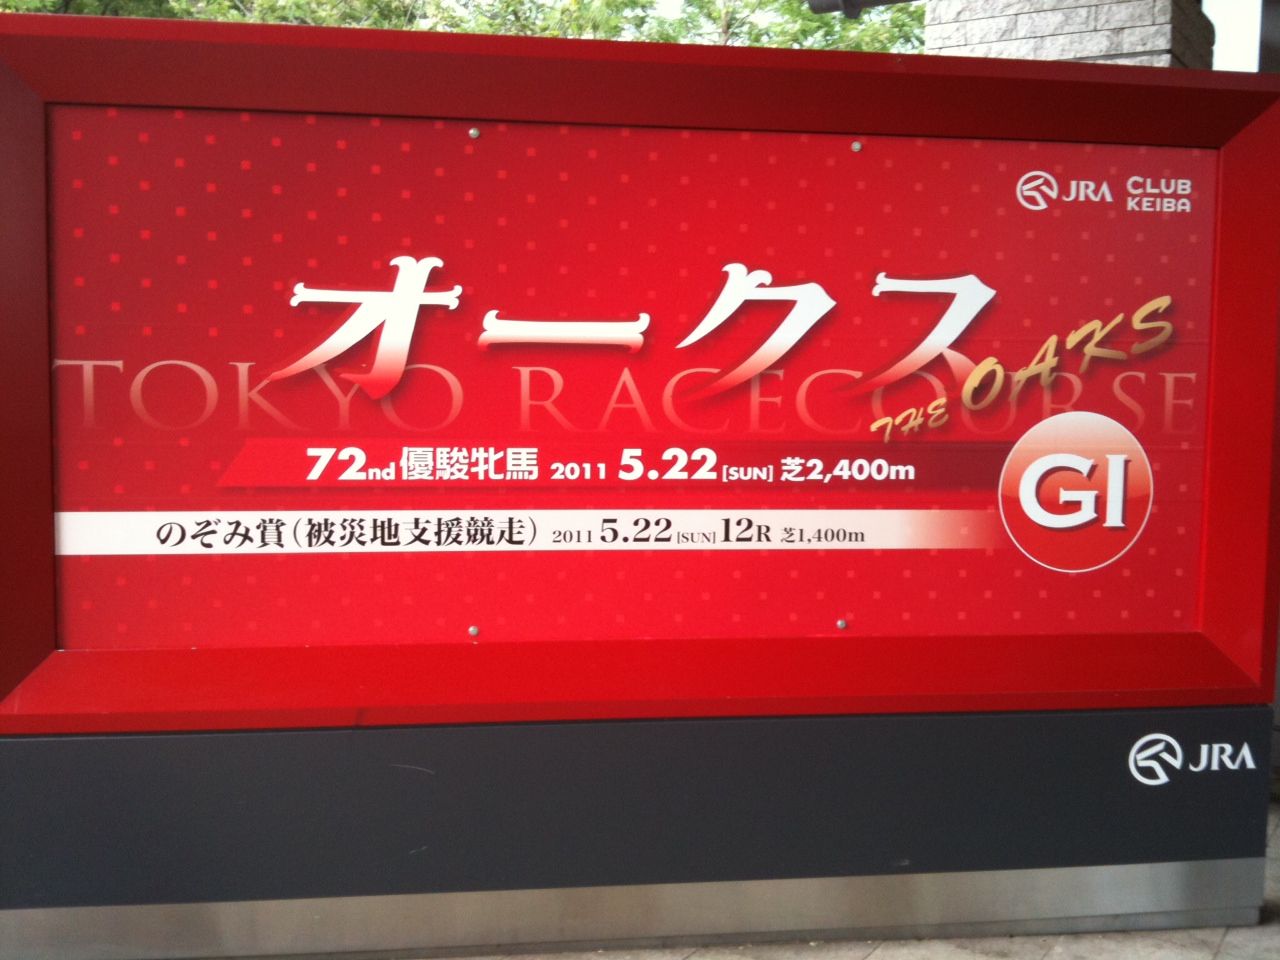 JRA CLUB KEIBA
オークス
THE OAKS
TOKYO RACECOURSE
72nd 優駿牝馬 2011 5.22 [SUN] 芝2,400m
GI
のぞみ賞(被災地支援競走) 2011 5.22 [SUN] 12R 芝1,400m
JRA